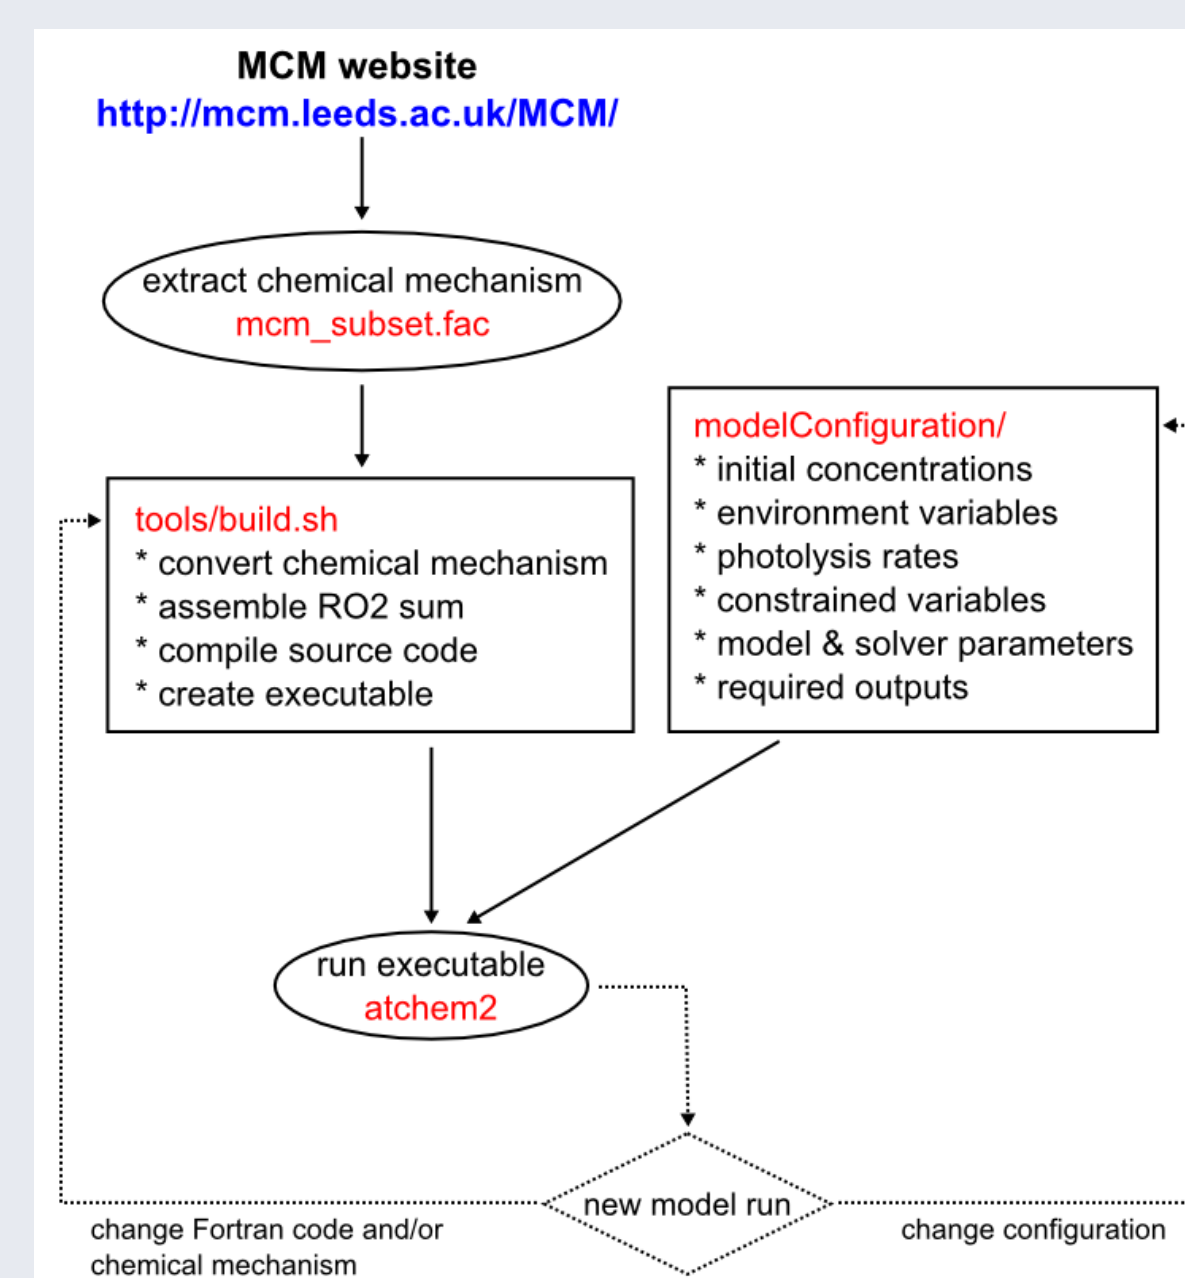 MCM website
http://mcm.leeds.ac.uk/MCM/
extract chemical mechanism
mcm_subset.fac
tools/build.sh
* convert chemical mechanism
* assemble RO2 sum
* compile source code
* create executable
modelConfiguration/
* initial concentrations
* environment variables
* photolysis rates
* constrained variables
* model & solver parameters
* required outputs
run executable
atchem2
new model run
change Fortran code and/or
chemical mechanism
change configuration